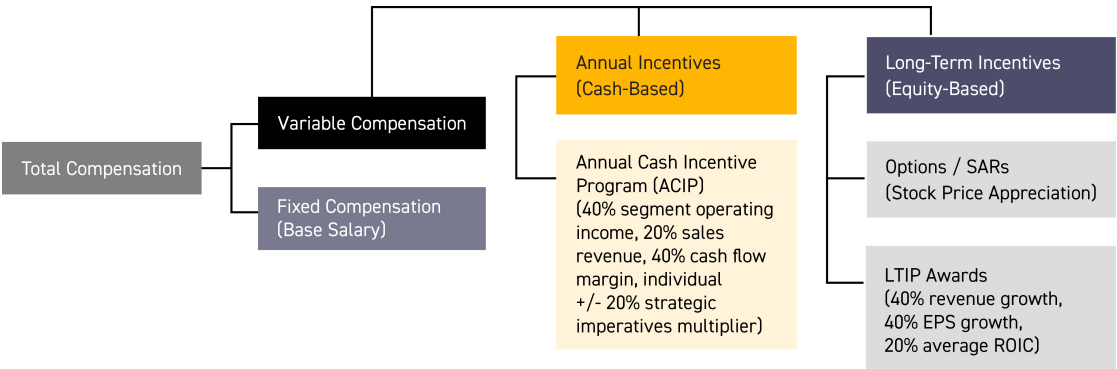 Total Compensation
Variable Compensation
Fixed Compensation
(Base Salary)
Annual Incentives
(Cash-Based)
Annual Cash Incentive
Program (ACIP)
(40% segment operating
income, 20% sales
revenue, 40% cash flow
margin, individual
+/- 20% strategic
imperatives multiplier)
Long-Term Incentives
(Equity-Based)
Options / SARs
(Stock Price Appreciation)
LTIP Awards
(40% revenue growth,
40% EPS growth,
20% average ROIC)